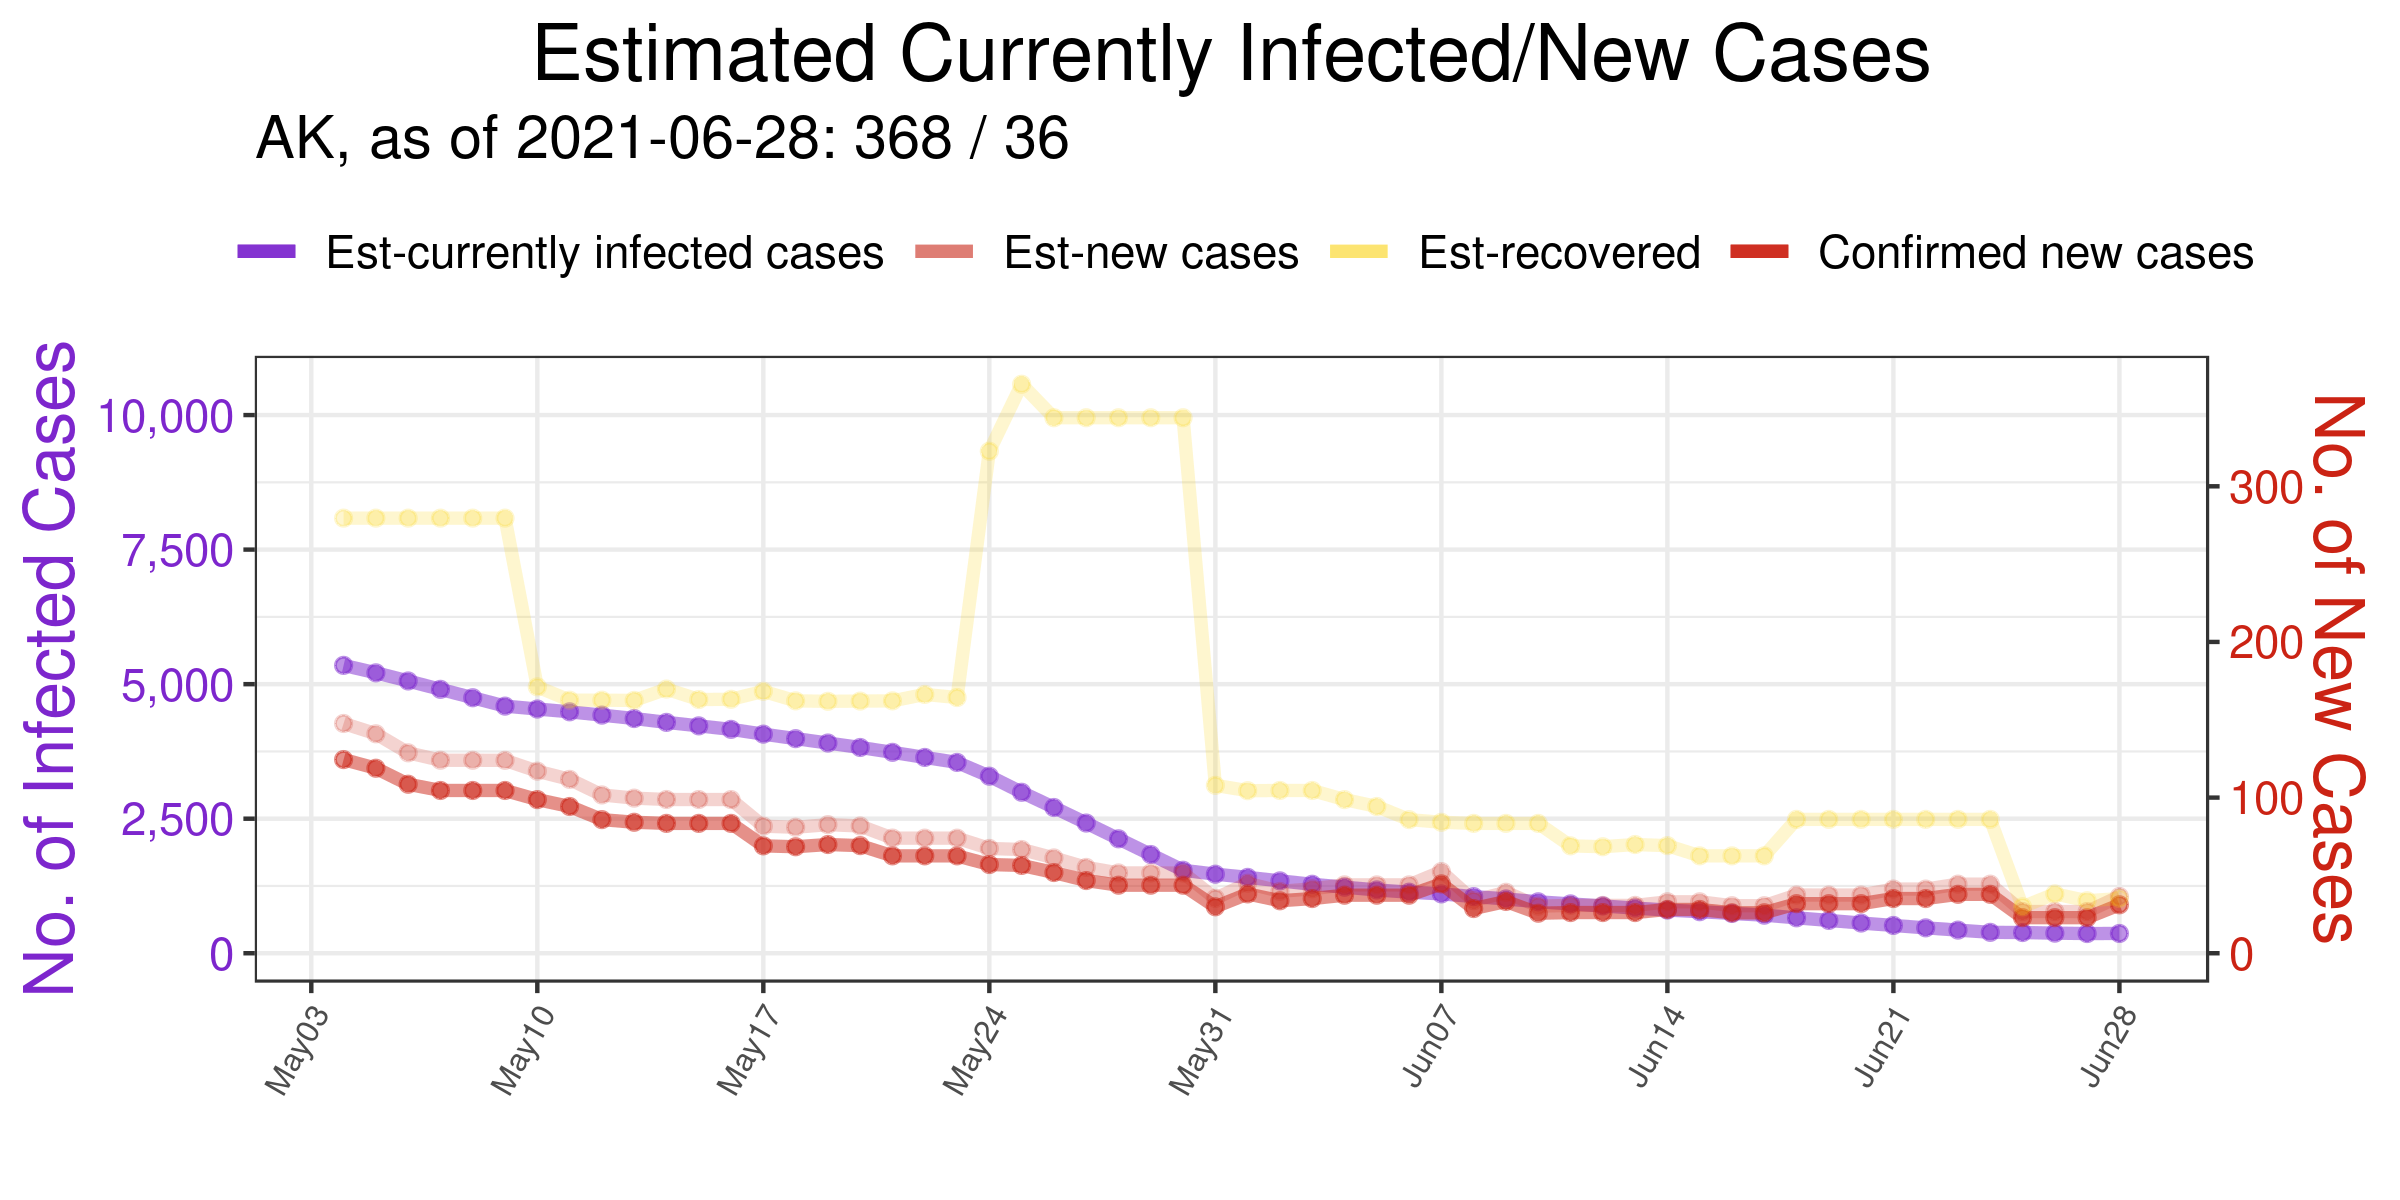 Estimated Currently Infected/New Cases
AK, as of 2021-06-28: 368 / 36
Est-currently infected cases Est-new cases Est-recovered Confirmed new cases
No. of Infected Cases
10,000
7,500
5,000
2,500
0
No. of New Cases
300
200
100
0
May03 May10 May17 May24 May31 Jun07 Jun14 Jun21 Jun28